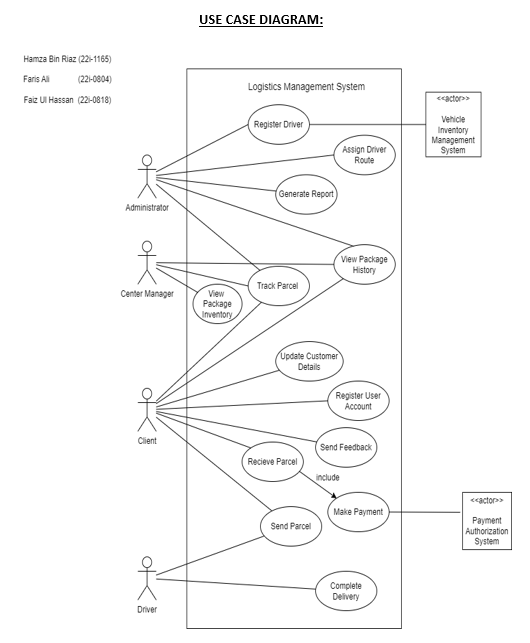 USE CASE DIAGRAM:
Hamza Bin Riaz (22i-1165)
Faris Ali (22i-0804)
Faiz Ul Hassan (22i-0818)
Logistics Management System
<<actor>>
Vehicle
Inventory
Management
System
Register Driver
Assign Driver
Route
Generate Report
Administrator
View Package
History
Center Manager
Track Parcel
View
Package
Inventory
Update Customer
Details
Register User
Account
Client
Send Feedback
Recieve Parcel
include
<<actor>>
Payment
Authorization
System
Make Payment
Send Parcel
Complete
Delivery
Driver